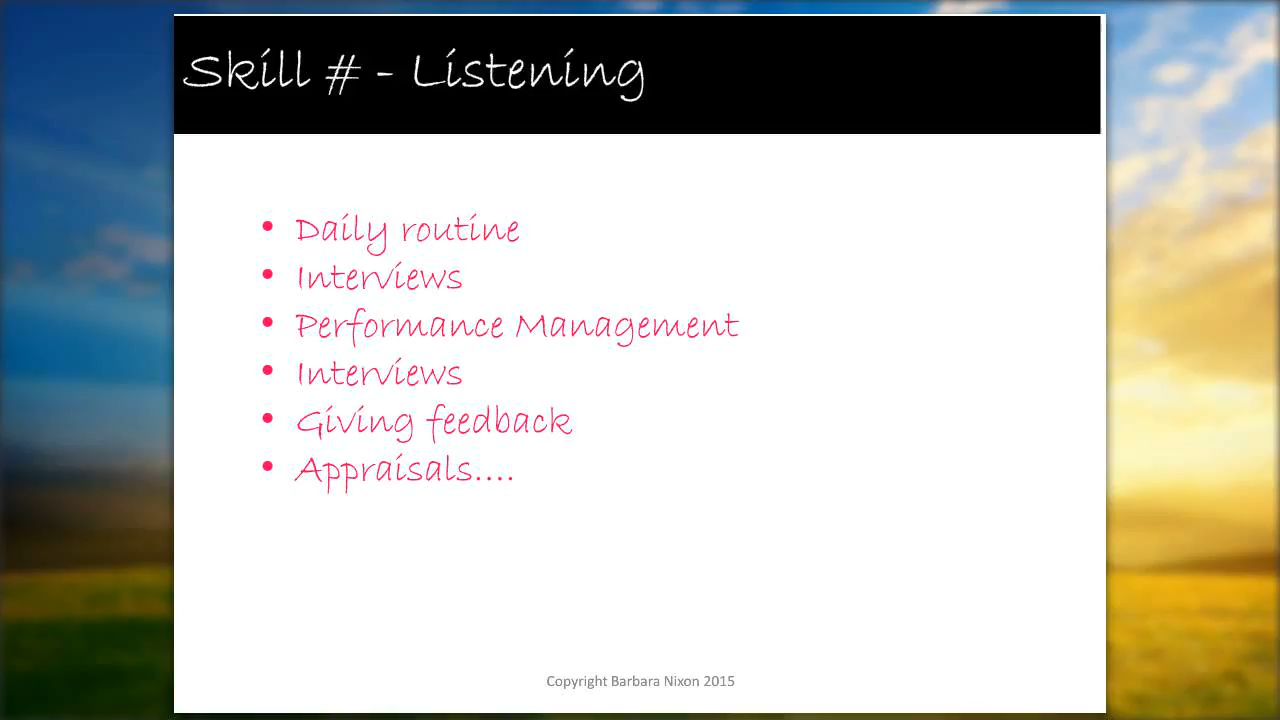 Skill # - Listening
• Daily routine
• Interviews
• Performance Management
• Interviews
• Giving feedback
• Appraisals....
Copyright Barbara Nixon 2015